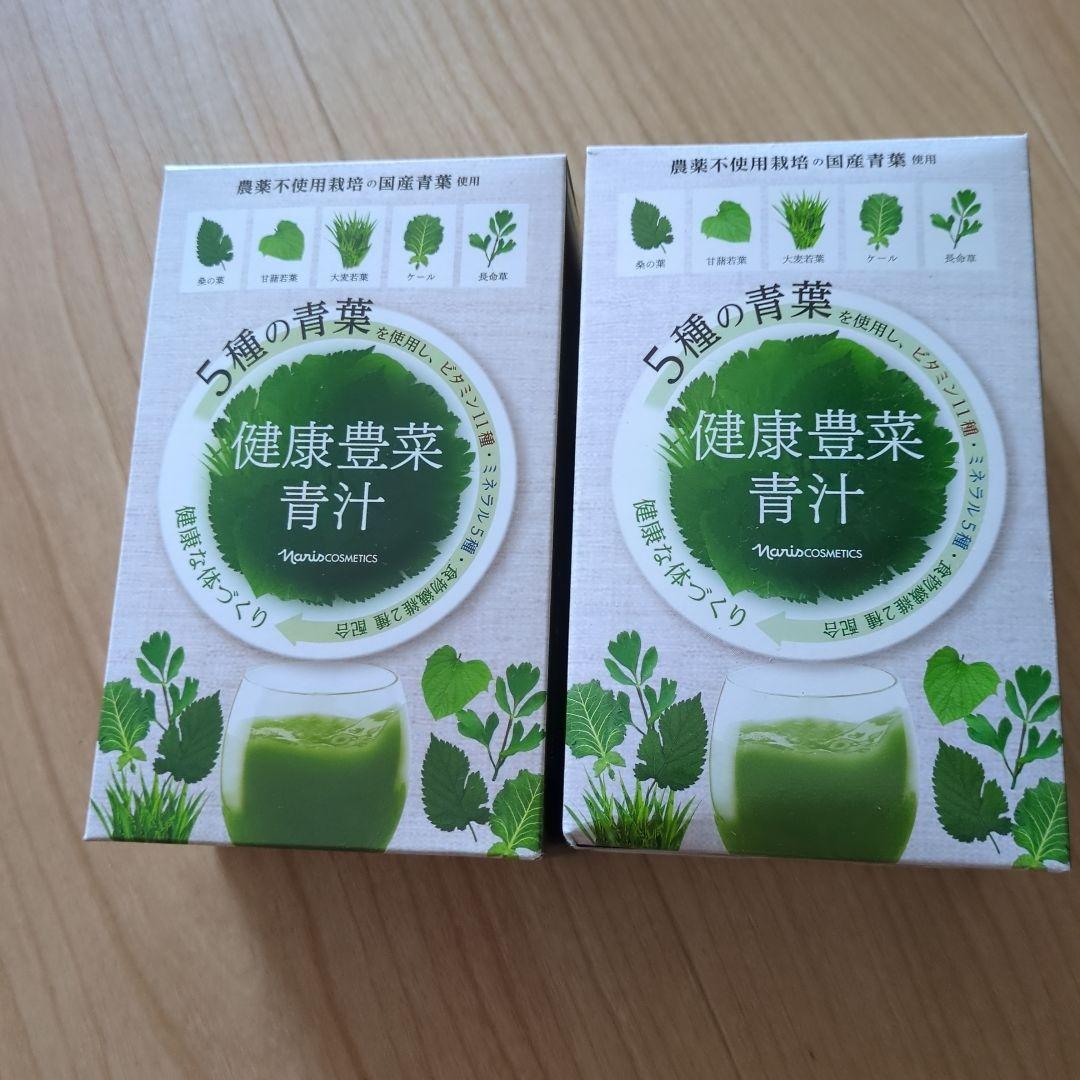 農薬不使用栽培の国産青葉使用
桑の葉
甘藷若葉
大麦若葉
ケール
長命草
5種の青葉を使用し、ビタミン11種・ミネラル5種・食物繊維2種 配合
健康な体づくり
健康豊菜
青汁
naris COSMETICS
農薬不使用栽培の国産青葉使用
桑の葉
甘藷若葉
大麦若葉
ケール
長命草
5種の青葉を使用し、ビタミン11種・ミネラル5種・食物繊維2種 配合
健康な体づくり
健康豊菜
青汁
naris COSMETICS